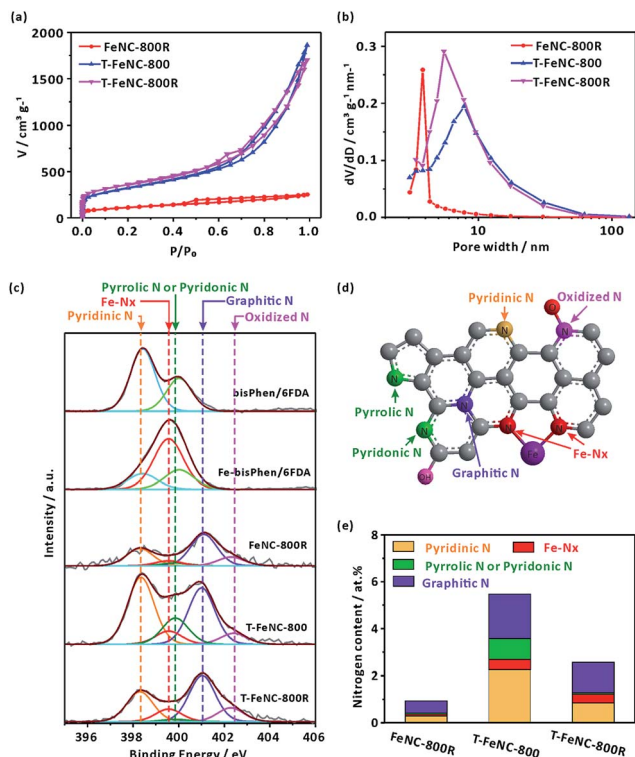 (a)
2000
1750
1500
1250
1000
750
500
250
0
V / cm³ g⁻¹
FeNC-800R
T-FeNC-800
T-FeNC-800R
0.0 0.2 0.4 0.6 0.8 1.0
P/P₀
(b)
0.3
0.2
0.1
0.0
dV/dD / cm³ g⁻¹ nm⁻¹
FeNC-800R
T-FeNC-800
T-FeNC-800R
10 100
Pore width / nm
(c)
Pyrrolic N or Pyridonic N
Fe-Nx
Graphitic N
Pyridinic N
Oxidized N
bisPhen/6FDA
Fe-bisPhen/6FDA
FeNC-800R
T-FeNC-800
T-FeNC-800R
Intensity / a.u.
396 398 400 402 404 406
Binding Energy / eV
(d)
Pyridinic N
Oxidized N
O
N
N
N
Pyrrolic N
N
N
N
N
Pyridonic N
Fe
Fe-Nx
Graphitic N
OH
(e)
8
6
4
2
0
Nitrogen content / at.%
Pyridinic N
Fe-Nx
Pyrrolic N or Pyridonic N
Graphitic N
FeNC-800R
T-FeNC-800
T-FeNC-800R